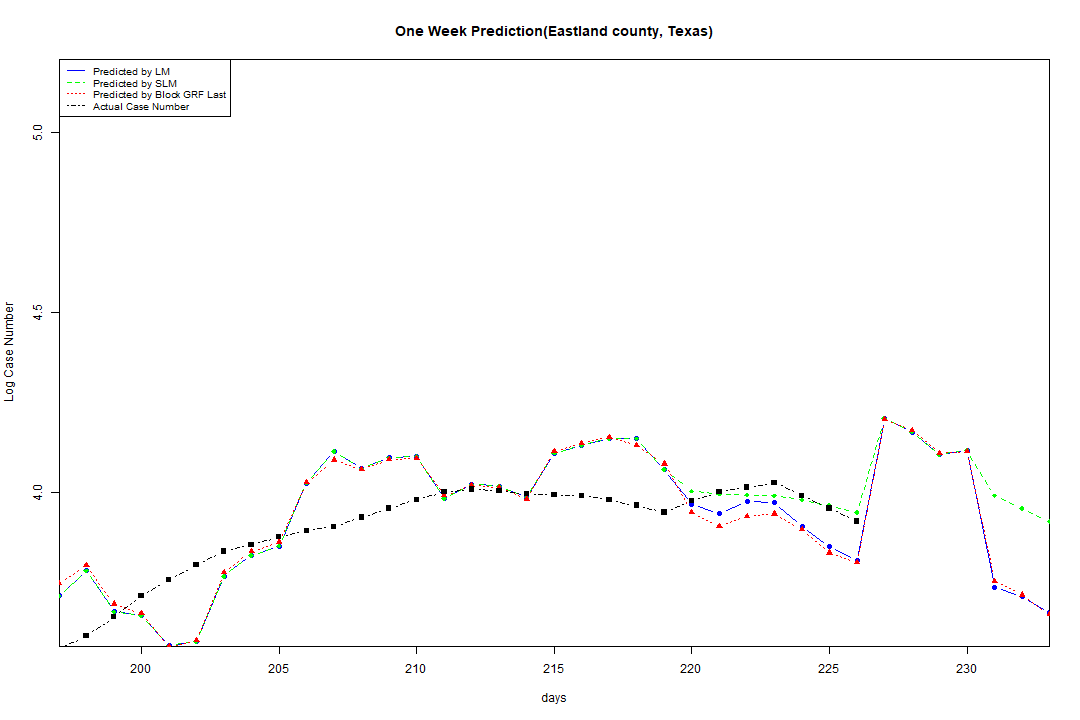 One Week Prediction(Eastland county, Texas)
Predicted by LM
Predicted by SLM
Predicted by Block GRF Last
Actual Case Number
5.0
4.5
4.0
Log Case Number
200 205 210 215 220 225 230
days